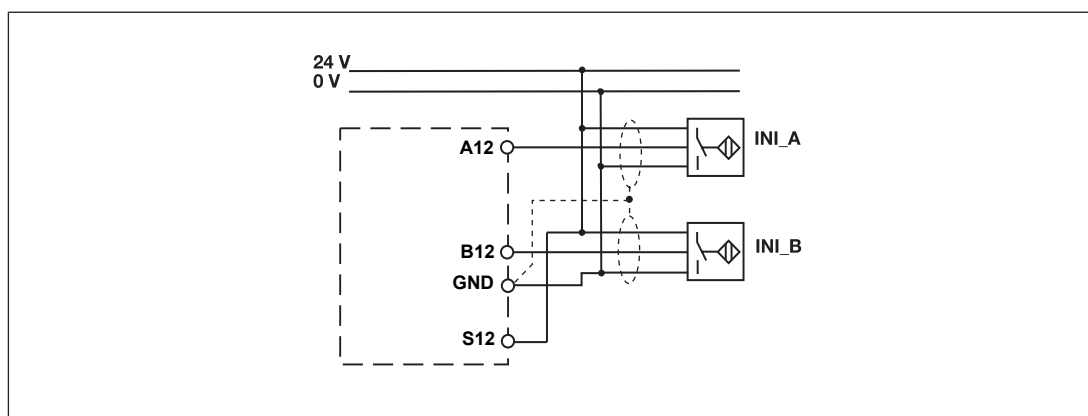 24 V
0 V
A12
INI_A
B12
INI_B
GND
S12